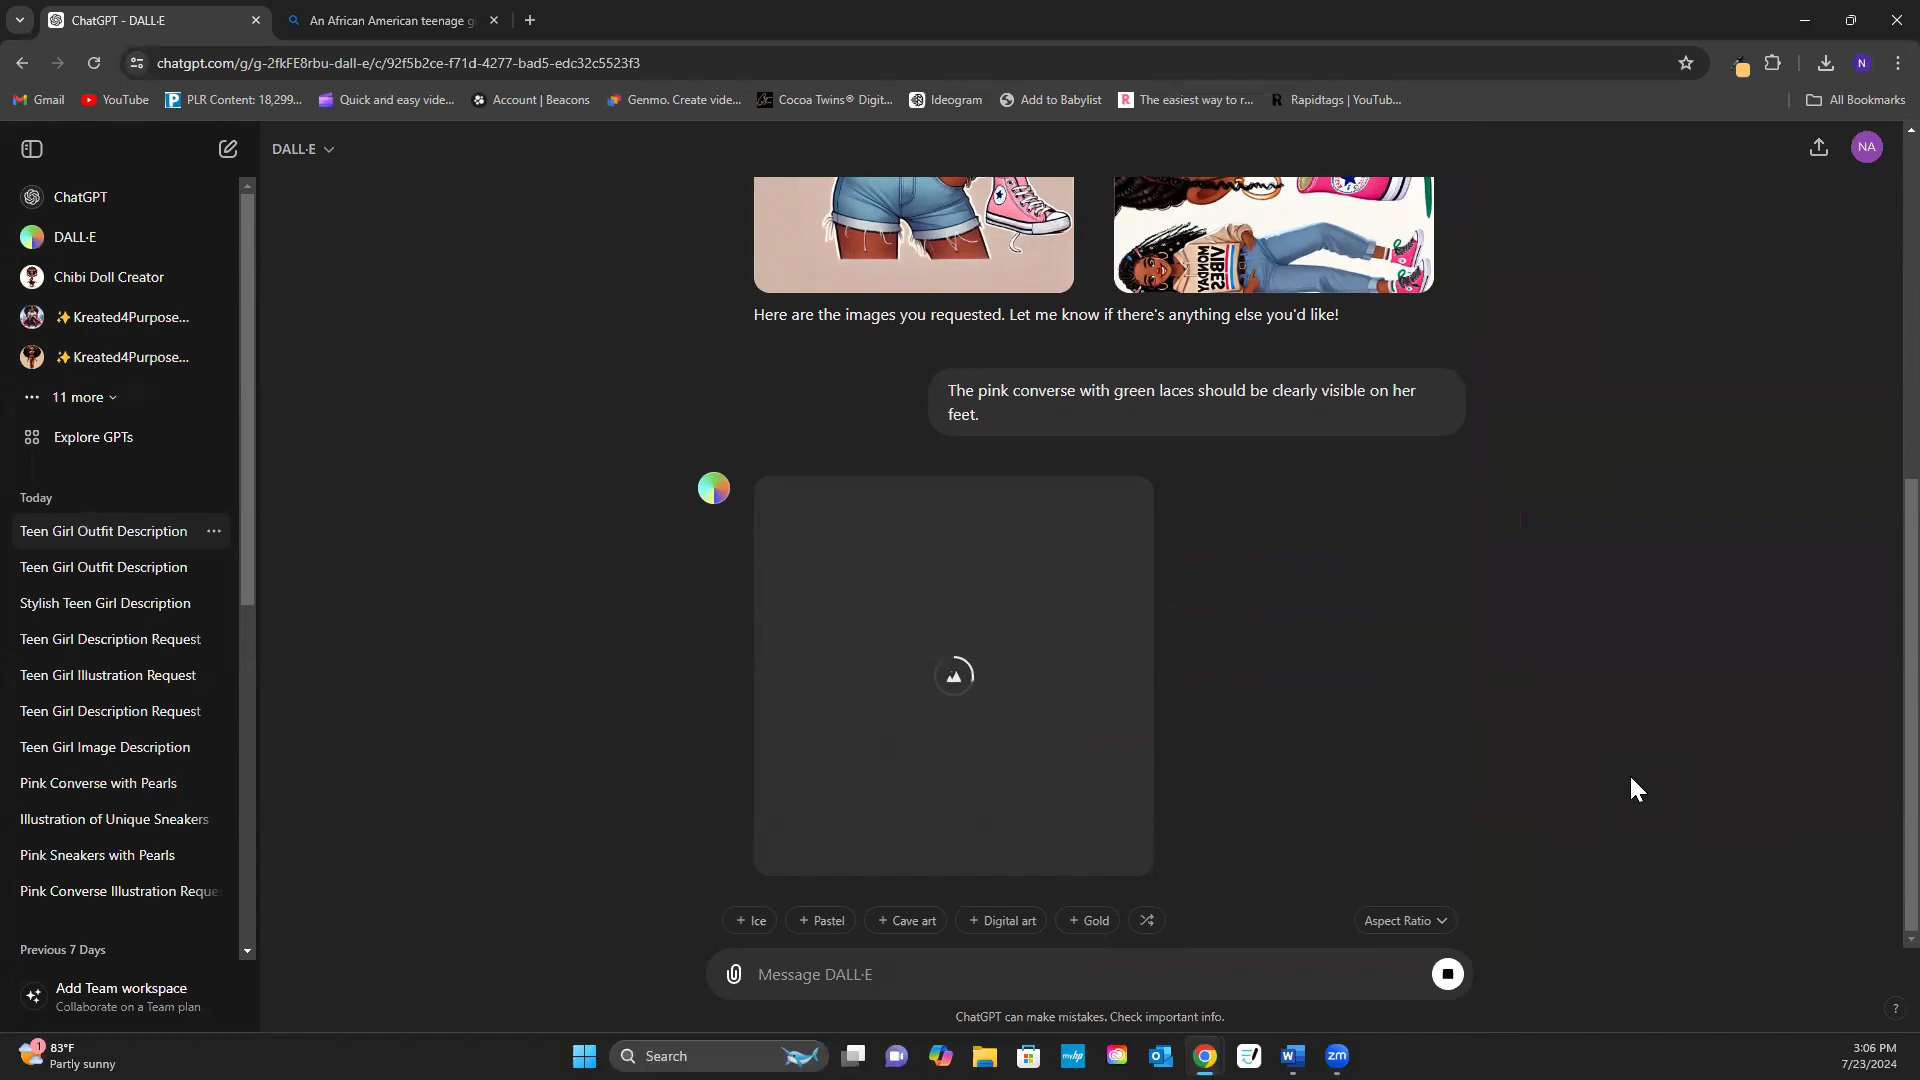 ChatGPT - DALL·E
An African American teenage g
chatgpt.com/g/g-2fkFE8rbu-dall-e/c/92f5b2ce-f71d-4277-bad5-edc32c5523f3
N
Gmail
YouTube
PLR Content: 18,299...
Quick and easy vide...
Account | Beacons
Genmo. Create vide...
Cocoa Twins® Digit...
Ideogram
Add to Babylist
The easiest way to r...
Rapidtags | YouTub...
All Bookmarks
DALL·E
NA
ChatGPT
DALL·E
Chibi Doll Creator
✨Kreated4Purpose...
✨Kreated4Purpose...
11 more
Explore GPTs
Today
Teen Girl Outfit Description
Teen Girl Outfit Description
Stylish Teen Girl Description
Teen Girl Description Request
Teen Girl Illustration Request
Teen Girl Description Request
Teen Girl Image Description
Pink Converse with Pearls
Illustration of Unique Sneakers
Pink Sneakers with Pearls
Pink Converse Illustration Reque
Previous 7 Days
Add Team workspace
Collaborate on a Team plan
VIBES
MONDAY
Here are the images you requested. Let me know if there's anything else you'd like!
The pink converse with green laces should be clearly visible on her
feet.
Ice
Pastel
Cave art
Digital art
Gold
Aspect Ratio
Message DALL·E
ChatGPT can make mistakes. Check important info.
?
1
83°F
Partly sunny
Search
myhp
W
zm
3:06 PM
7/23/2024